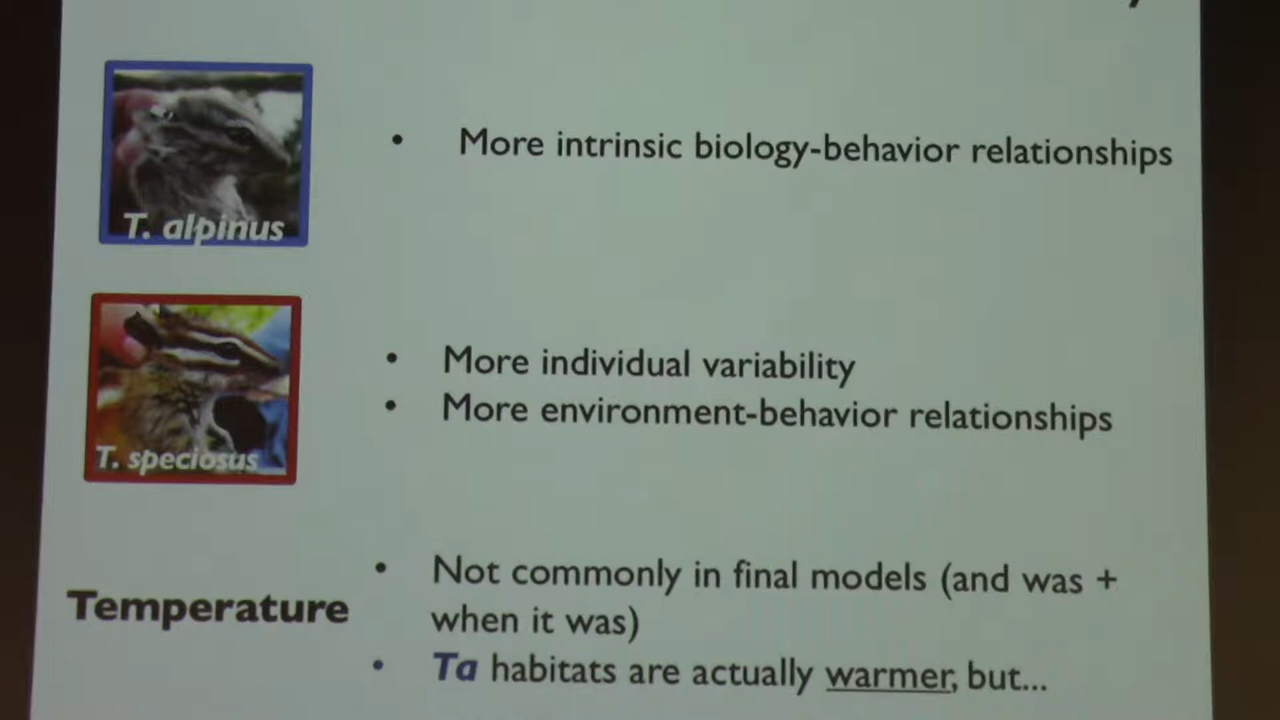 T. alpinus
• More intrinsic biology-behavior relationships
T. speciosus
• More individual variability
• More environment-behavior relationships
Temperature
• Not commonly in final models (and was +
when it was)
• Ta habitats are actually warmer, but...